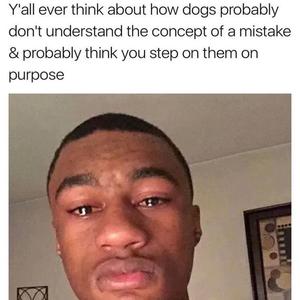 Y'all ever think about how dogs probably
don't understand the concept of a mistake
& probably think you step on them on
purpose